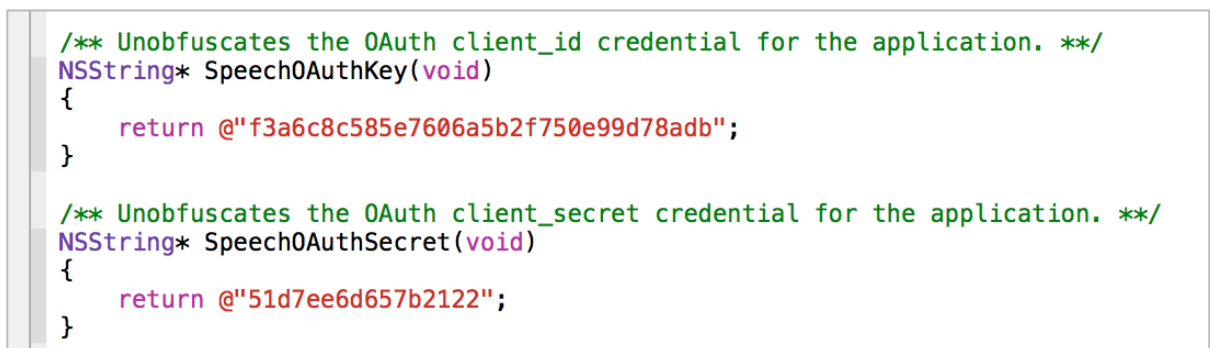 /** Unobfuscates the OAuth client_id credential for the application. **/
NSString* SpeechOAuthKey(void)
{
    return @"f3a6c8c585e7606a5b2f750e99d78adb";
}

/** Unobfuscates the OAuth client_secret credential for the application. **/
NSString* SpeechOAuthSecret(void)
{
    return @"51d7ee6d657b2122";
}